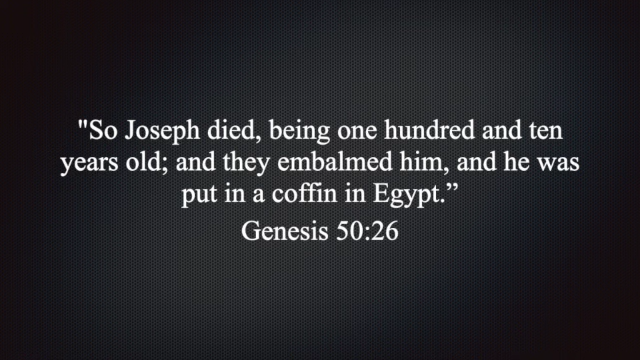 "So Joseph died, being one hundred and ten
years old; and they embalmed him, and he was
put in a coffin in Egypt.”
Genesis 50:26